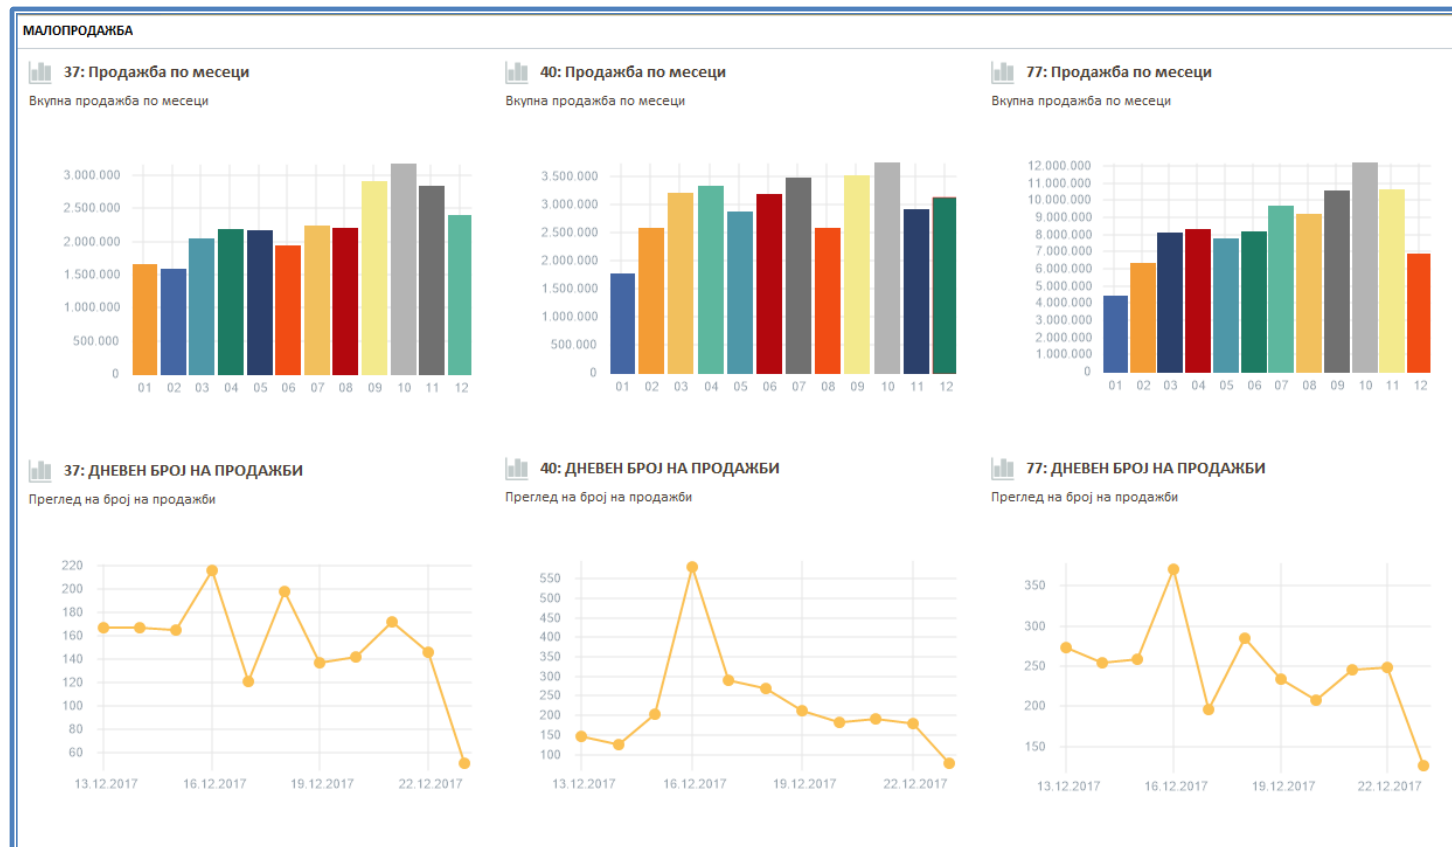 МАЛОПРОДАЖБА
37: Продажба по месеци
Вкупна продажба по месеци
3.000.000
2.500.000
2.000.000
1.500.000
1.000.000
500.000
0
01 02 03 04 05 06 07 08 09 10 11 12
40: Продажба по месеци
Вкупна продажба по месеци
3.500.000
3.000.000
2.500.000
2.000.000
1.500.000
1.000.000
500.000
0
01 02 03 04 05 06 07 08 09 10 11 12
77: Продажба по месеци
Вкупна продажба по месеци
12.000.000
11.000.000
10.000.000
9.000.000
8.000.000
7.000.000
6.000.000
5.000.000
4.000.000
3.000.000
2.000.000
1.000.000
0
01 02 03 04 05 06 07 08 09 10 11 12
37: ДНЕВЕН БРОЈ НА ПРОДАЖБИ
Преглед на број на продажби
220
200
180
160
140
120
100
80
60
13.12.2017 16.12.2017 19.12.2017 22.12.2017
40: ДНЕВЕН БРОЈ НА ПРОДАЖБИ
Преглед на број на продажби
550
500
450
400
350
300
250
200
150
100
13.12.2017 16.12.2017 19.12.2017 22.12.2017
77: ДНЕВЕН БРОЈ НА ПРОДАЖБИ
Преглед на број на продажби
350
300
250
200
150
13.12.2017 16.12.2017 19.12.2017 22.12.2017